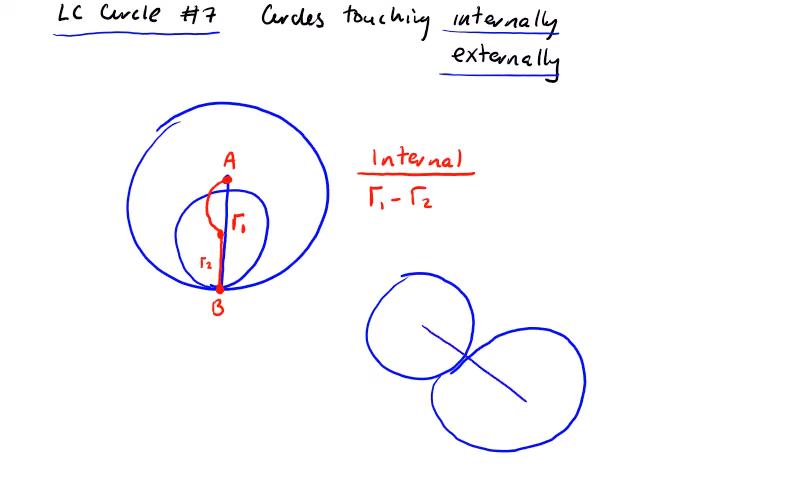 LC Circle #7 Circles touching internally
externally
A
Internal
r₁ - r₂
r₁
r₂
B